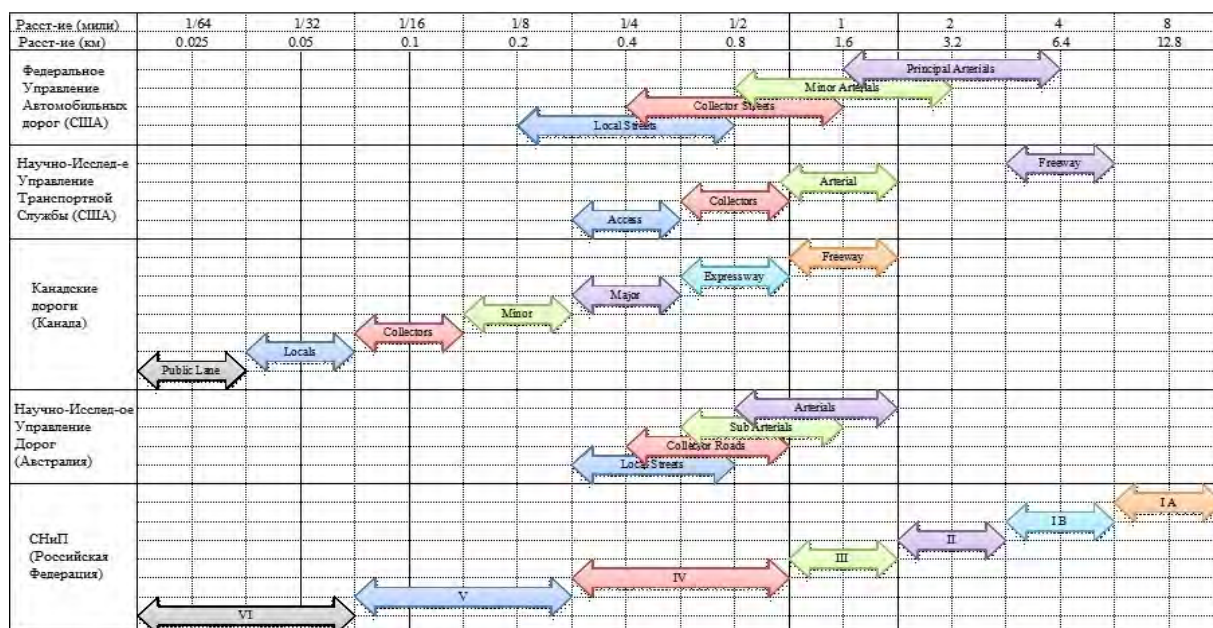 Расст-ие (мили) 1/64 1/32 1/16 1/8 1/4 1/2 1 2 4 8
Расст-ие (км) 0.025 0.05 0.1 0.2 0.4 0.8 1.6 3.2 6.4 12.8
Федеральное
Управление
Автомобильных
дорог (США)
Principal Arterials
Minor Arterials
Collector Streets
Local Streets
Научно-Исслед-е
Управление
Транспортной
Службы (США)
Freeway
Arterial
Collectors
Access
Канадские
дороги
(Канада)
Freeway
Expressway
Major
Minor
Collectors
Locals
Public Lane
Научно-Исслед-ое
Управление
Дорог
(Австралия)
Arterials
Sub Arterials
Collector Roads
Local Streets
СНиП
(Российская
Федерация)
I А
I В
II
III
IV
V
VI